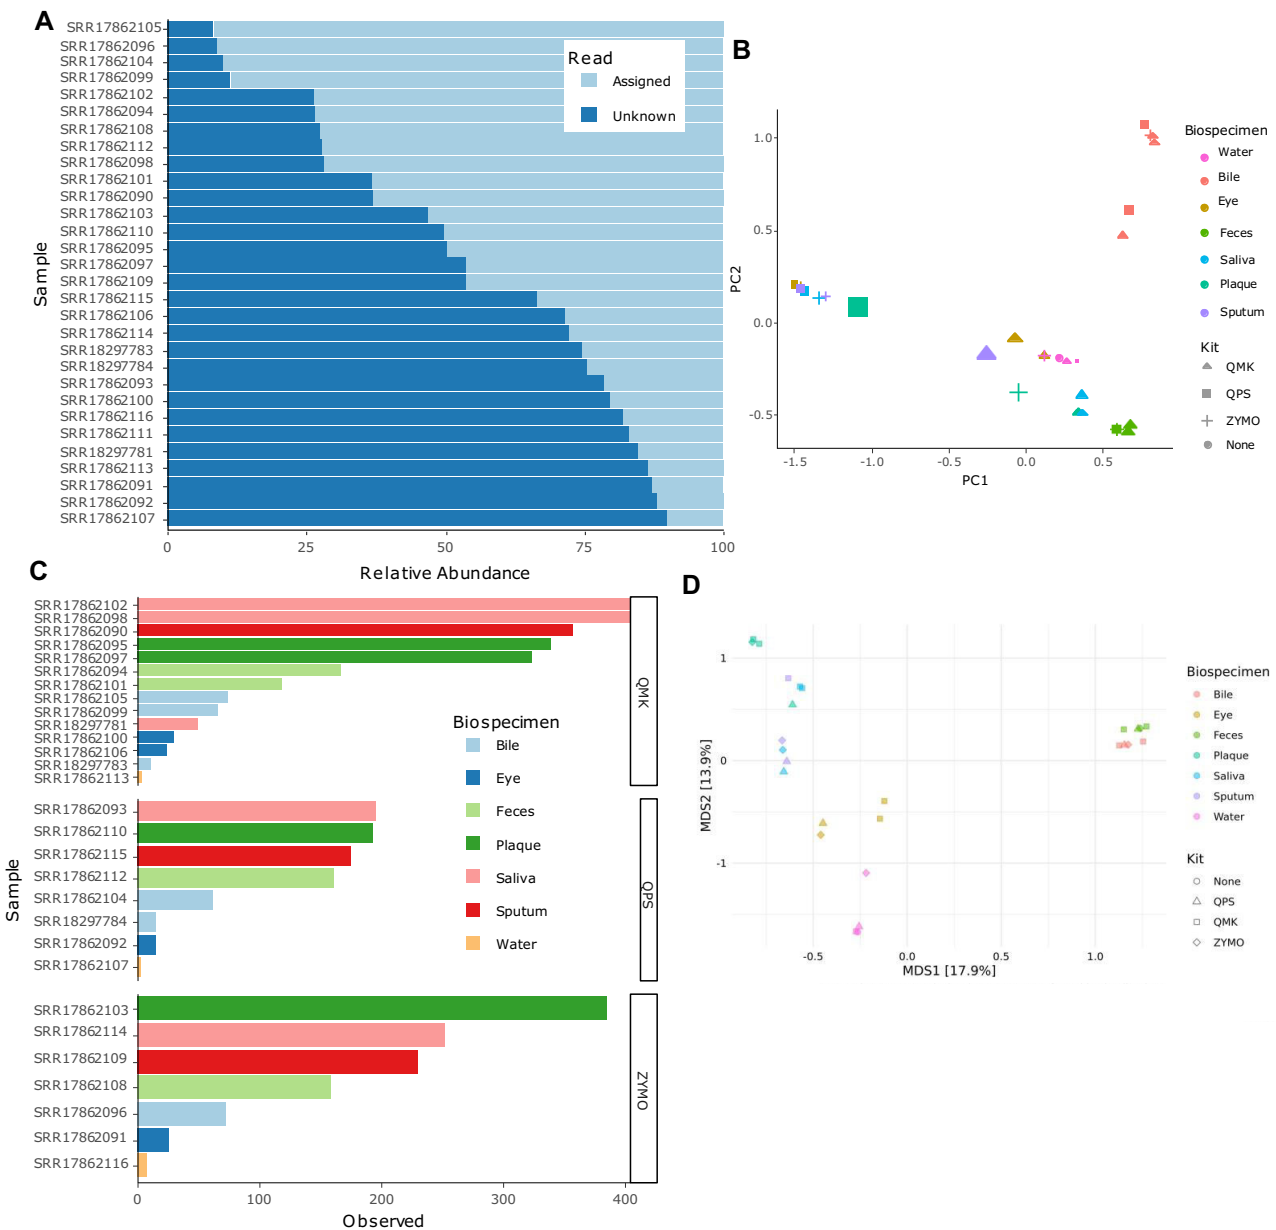 A
SRR17862105
SRR17862096
SRR17862104
SRR17862099
SRR17862102
SRR17862094
SRR17862108
SRR17862112
SRR17862098
SRR17862101
SRR17862090
SRR17862103
SRR17862110
SRR17862095
SRR17862097
SRR17862109
SRR17862115
SRR17862106
SRR17862114
SRR18297783
SRR18297784
SRR17862093
SRR17862100
SRR17862116
SRR17862111
SRR18297781
SRR17862113
SRR17862091
SRR17862092
SRR17862107
Sample
0 25 50 75 100
Relative Abundance
Read
Assigned
Unknown
B
1.0
0.5
0.0
-0.5
PC2
-1.5 -1.0 -0.5 0.0 0.5
PC1
Biospecimen
Water
Bile
Eye
Feces
Saliva
Plaque
Sputum
Kit
QMK
QPS
ZYMO
None
C
SRR17862102
SRR17862098
SRR17862090
SRR17862095
SRR17862097
SRR17862094
SRR17862101
SRR17862105
SRR17862099
SRR18297781
SRR17862100
SRR17862106
SRR18297783
SRR17862113
QMK
SRR17862093
SRR17862110
SRR17862115
SRR17862112
SRR17862104
SRR18297784
SRR17862092
SRR17862107
QPS
SRR17862103
SRR17862114
SRR17862109
SRR17862108
SRR17862096
SRR17862091
SRR17862116
ZYMO
Sample
0 100 200 300 400
Observed
Biospecimen
Bile
Eye
Feces
Plaque
Saliva
Sputum
Water
D
1
0
-1
MDS2 [13.9%]
-0.5 0.0 0.5 1.0
MDS1 [17.9%]
Biospecimen
Bile
Eye
Feces
Plaque
Saliva
Sputum
Water
Kit
None
QPS
QMK
ZYMO